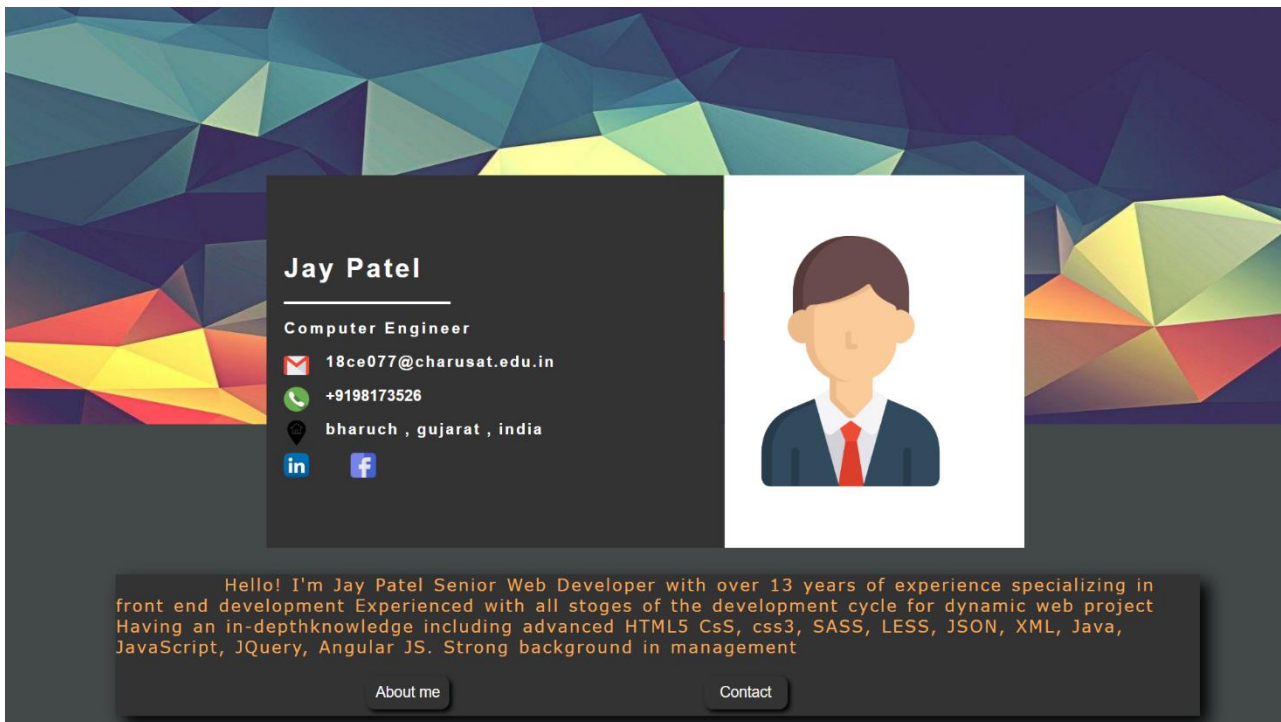 Jay Patel
Computer Engineer
18ce077@charusat.edu.in
+9198173526
bharuch , gujarat , india
in f
Hello! I'm Jay Patel Senior Web Developer with over 13 years of experience specializing in
front end development Experienced with all stoges of the development cycle for dynamic web project
Having an in-depthknowledge including advanced HTML5 CsS, css3, SASS, LESS, JSON, XML, Java,
JavaScript, JQuery, Angular JS. Strong background in management
About me Contact